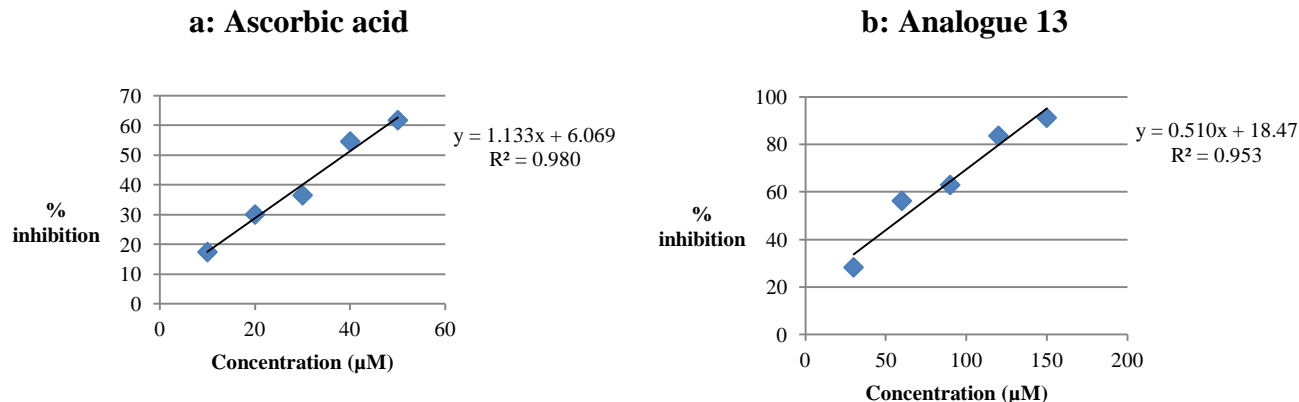 a: Ascorbic acid
70
60
50
40
30
20
10
0
0 20 40 60
%
inhibition
Concentration (µM)
y = 1.133x + 6.069
R² = 0.980
b: Analogue 13
100
80
60
40
20
0
0 50 100 150 200
%
inhibition
Concentration (µM)
y = 0.510x + 18.47
R² = 0.953